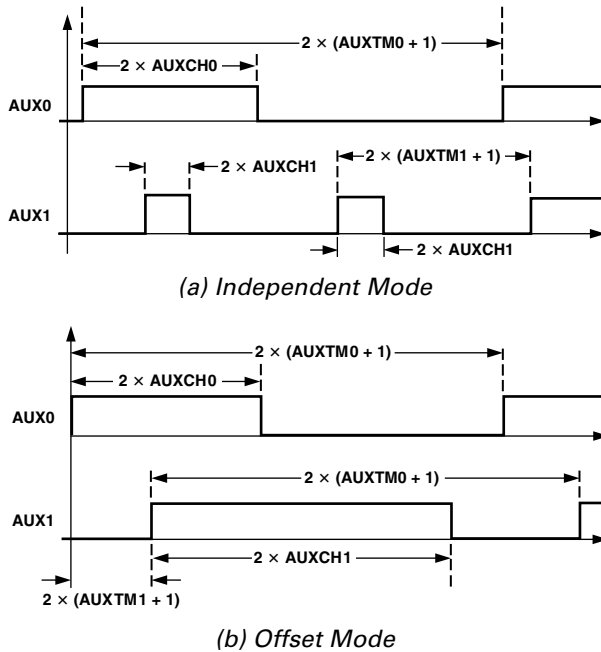 2 × (AUXTM0 + 1)
2 × AUXCH0
AUX0
2 × AUXCH1
2 × (AUXTM1 + 1)
AUX1
2 × AUXCH1
(a) Independent Mode
2 × (AUXTM0 + 1)
2 × AUXCH0
AUX0
2 × (AUXTM0 + 1)
AUX1
2 × AUXCH1
2 × (AUXTM1 + 1)
(b) Offset Mode